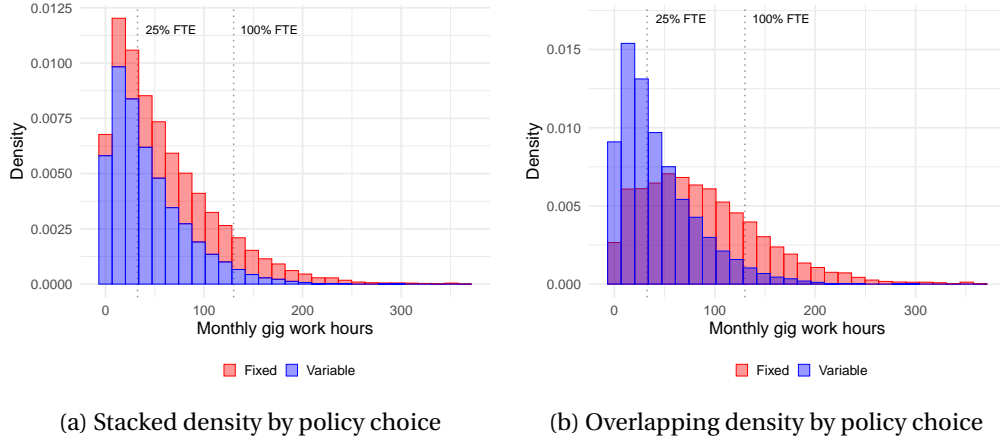 0.0125
0.0100
0.0075
0.0050
0.0025
0.0000
Density
25% FTE
100% FTE
0
100
200
300
Monthly gig work hours
Fixed
Variable
(a) Stacked density by policy choice
0.015
0.010
0.005
0.000
Density
25% FTE
100% FTE
0
100
200
300
Monthly gig work hours
Fixed
Variable
(b) Overlapping density by policy choice